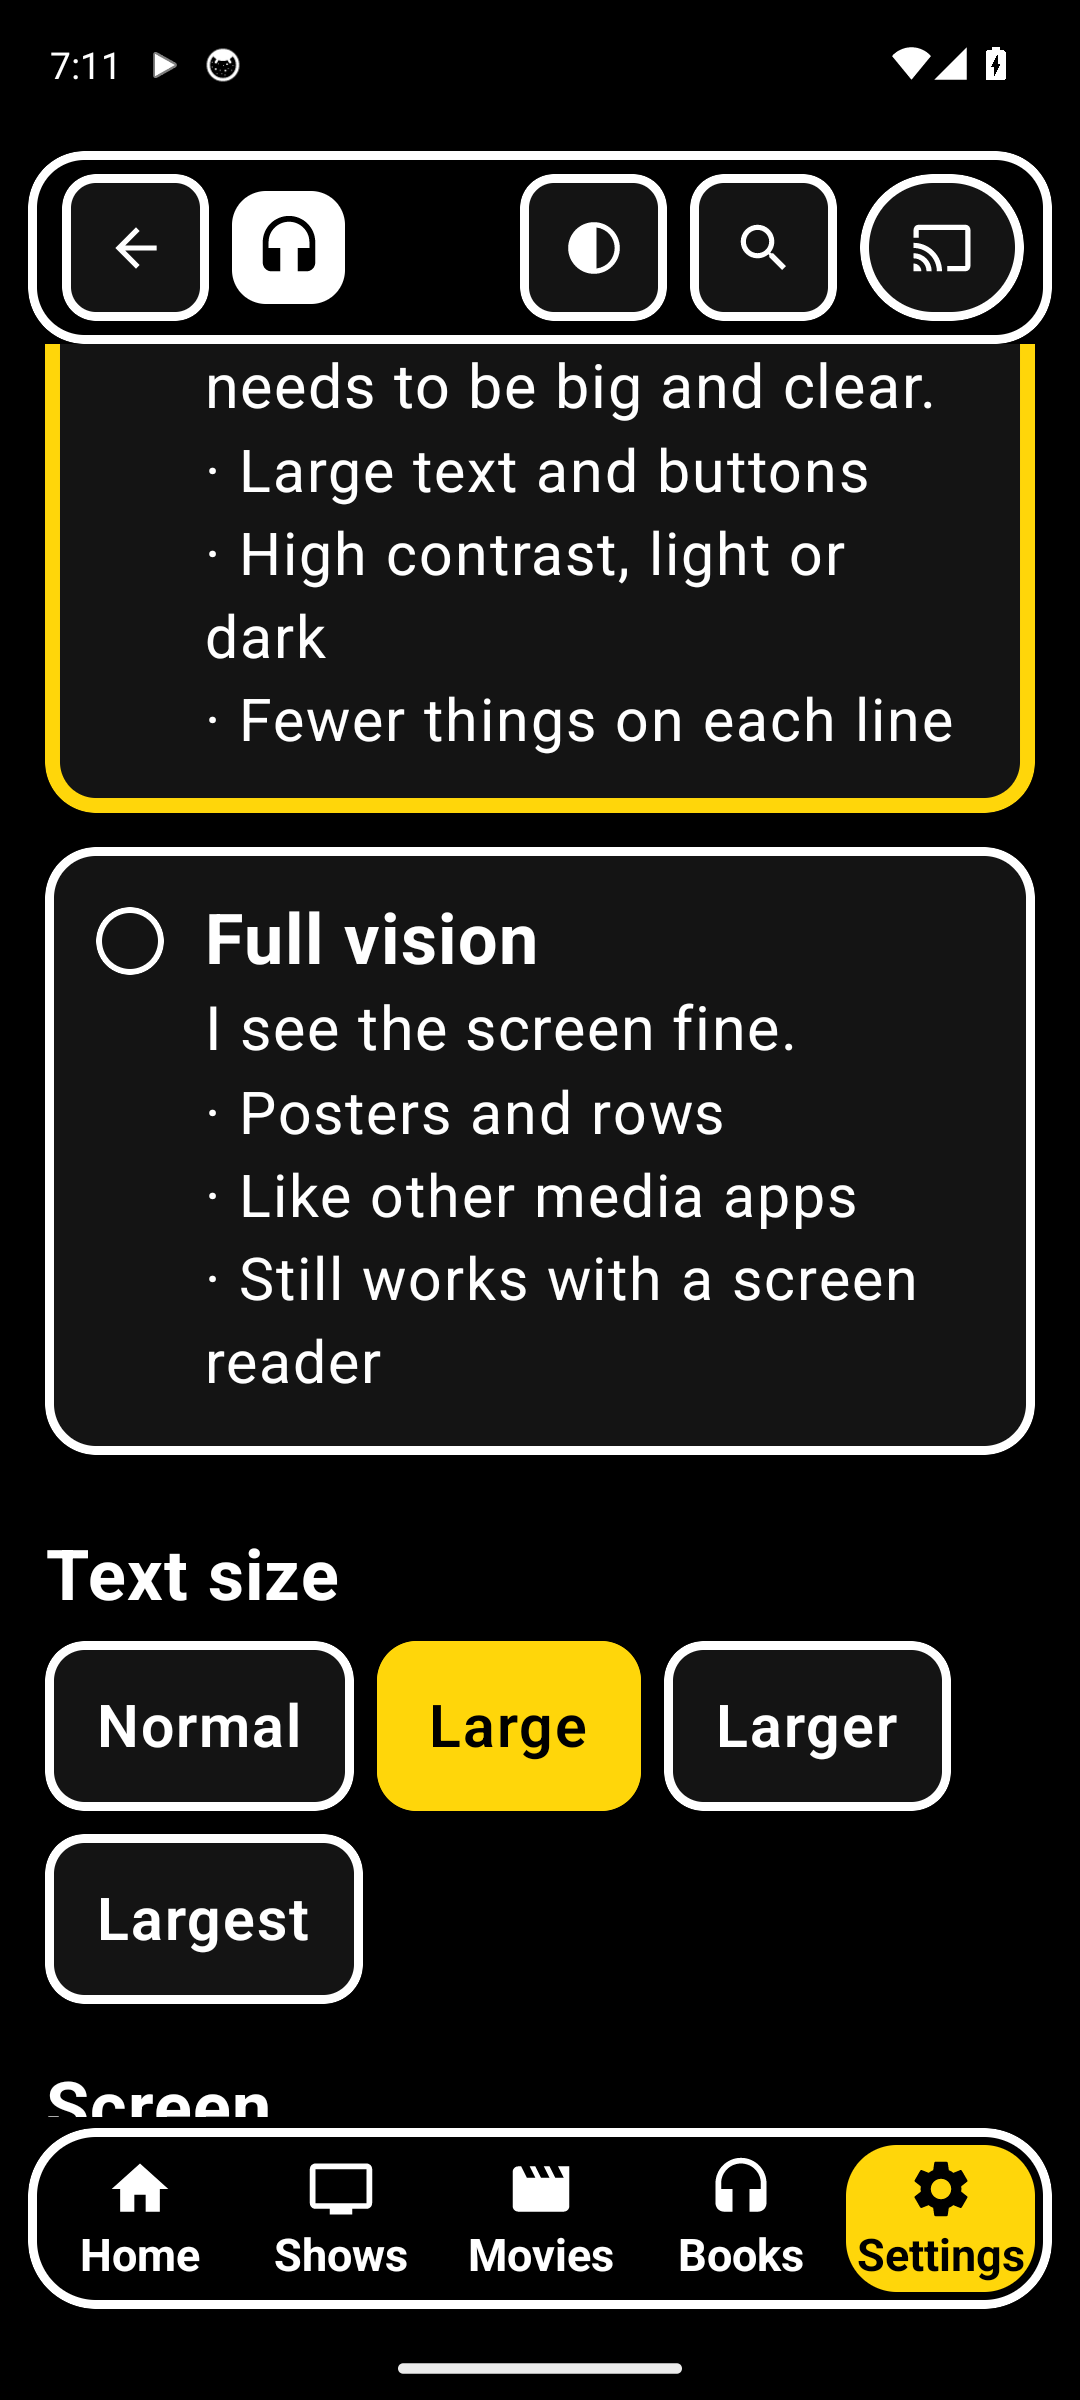 7:11
needs to be big and clear.
· Large text and buttons
· High contrast, light or
dark
· Fewer things on each line
Full vision
I see the screen fine.
· Posters and rows
· Like other media apps
· Still works with a screen
reader
Text size
Normal
Large
Larger
Largest
Screen
Home
Shows
Movies
Books
Settings